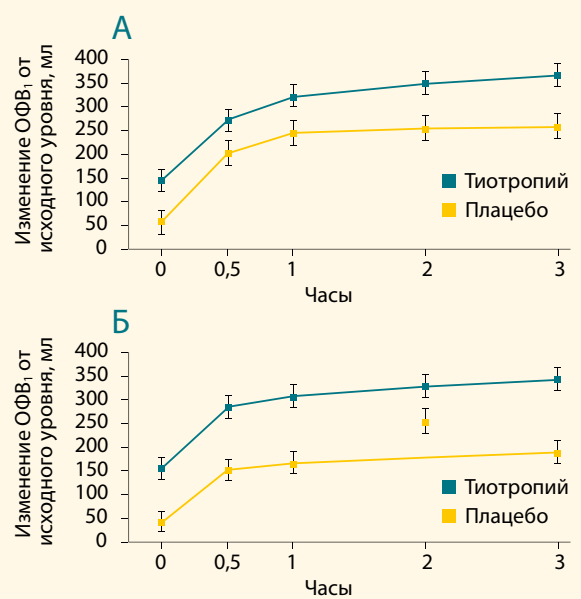 А
Изменение ОФВ₁ от
исходного уровня, мл
400
350
300
250
200
150
100
50
0
Тиотропий
Плацебо
0 0,5 1 2 3
Часы
Б
Изменение ОФВ₁ от
исходного уровня, мл
400
350
300
250
200
150
100
50
0
Тиотропий
Плацебо
0 0,5 1 2 3
Часы